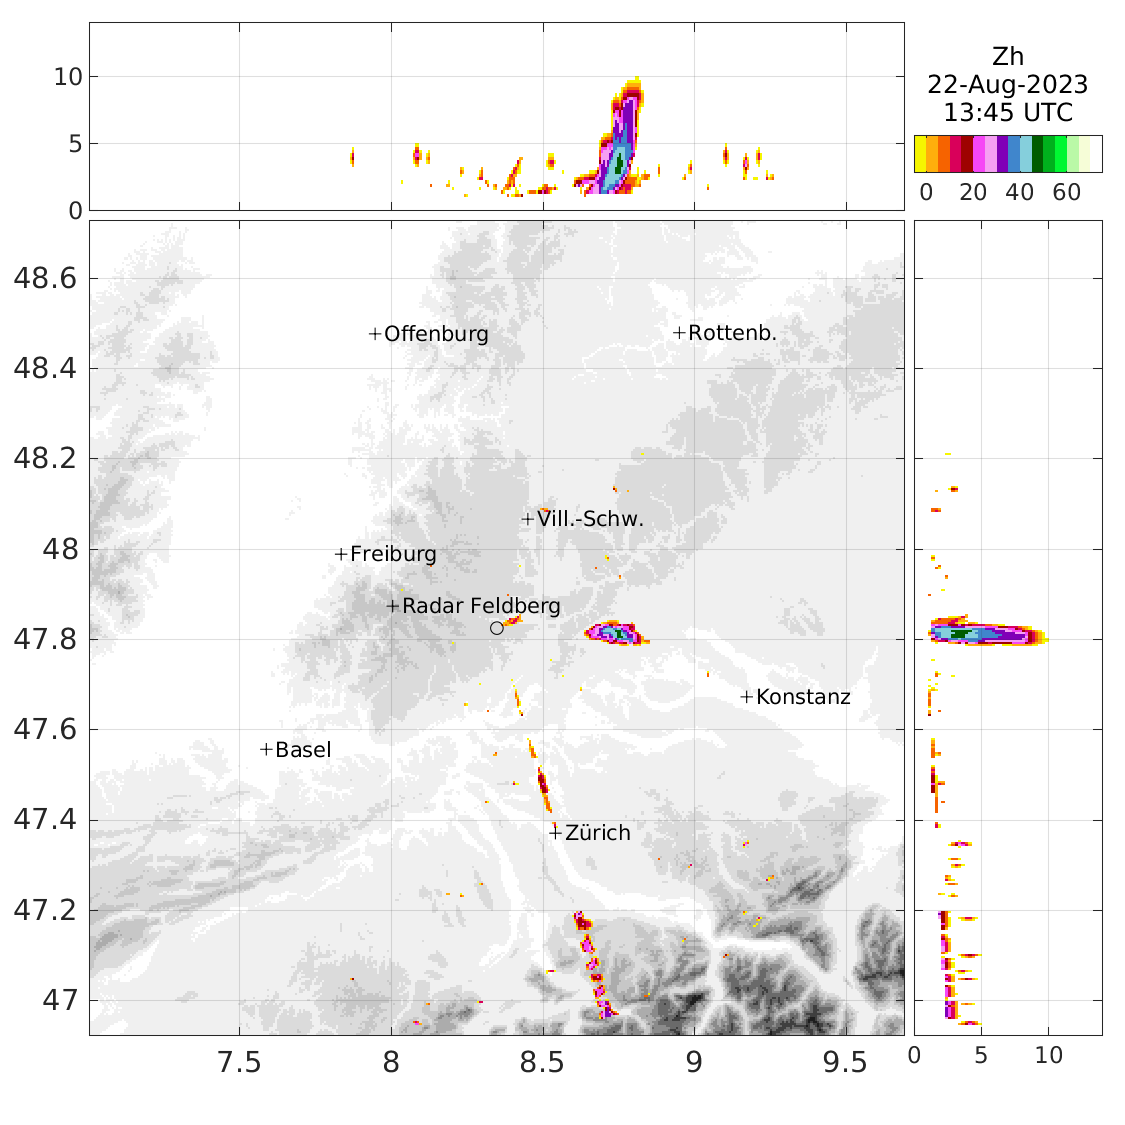 10
5
0
Zh
22-Aug-2023
13:45 UTC
0 20 40 60
48.6
48.4
48.2
48
47.8
47.6
47.4
47.2
47
+Offenburg
+Rottenb.
+Vill.-Schw.
+Freiburg
+Radar Feldberg
+Konstanz
+Basel
+Zürich
7.5 8 8.5 9 9.5
0 5 10